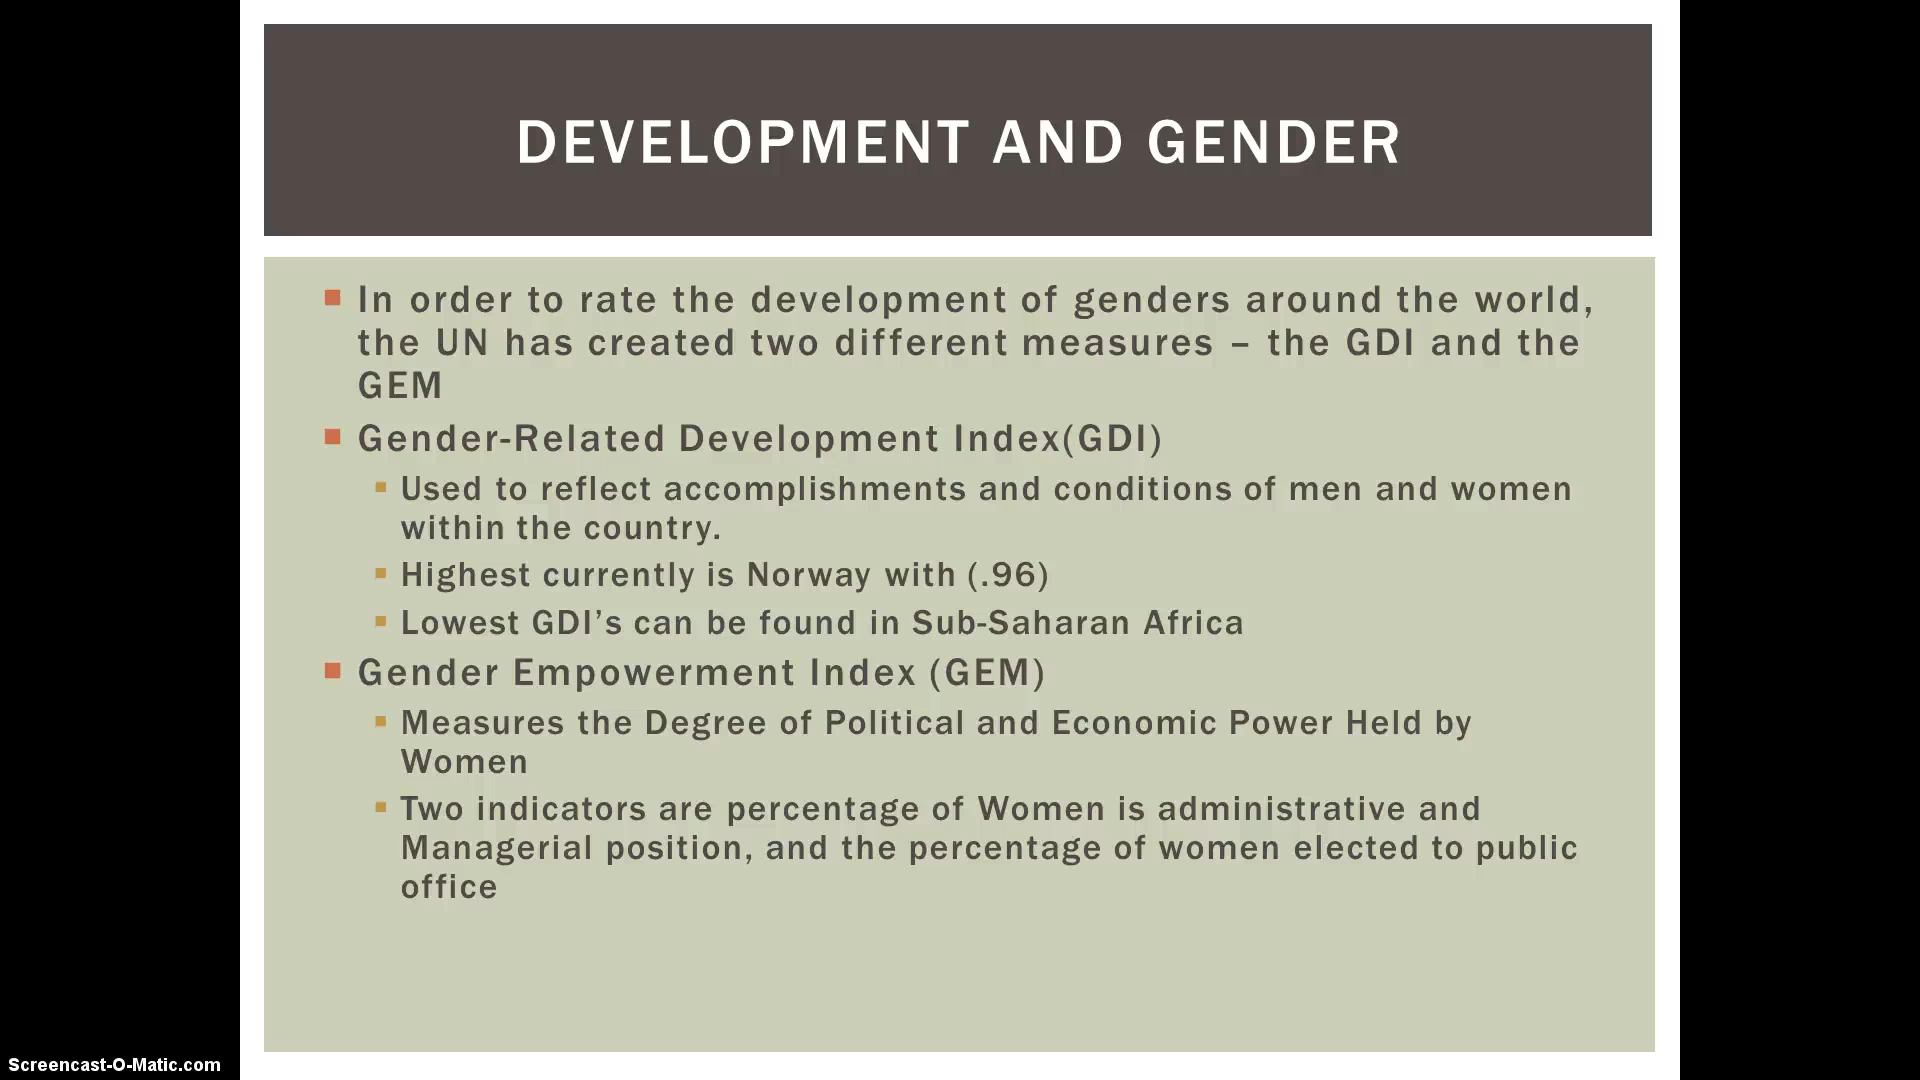 DEVELOPMENT AND GENDER
In order to rate the development of genders around the world,
the UN has created two different measures – the GDI and the
GEM
Gender-Related Development Index(GDI)
Used to reflect accomplishments and conditions of men and women
within the country.
Highest currently is Norway with (.96)
Lowest GDI’s can be found in Sub-Saharan Africa
Gender Empowerment Index (GEM)
Measures the Degree of Political and Economic Power Held by
Women
Two indicators are percentage of Women is administrative and
Managerial position, and the percentage of women elected to public
office
Screencast-O-Matic.com